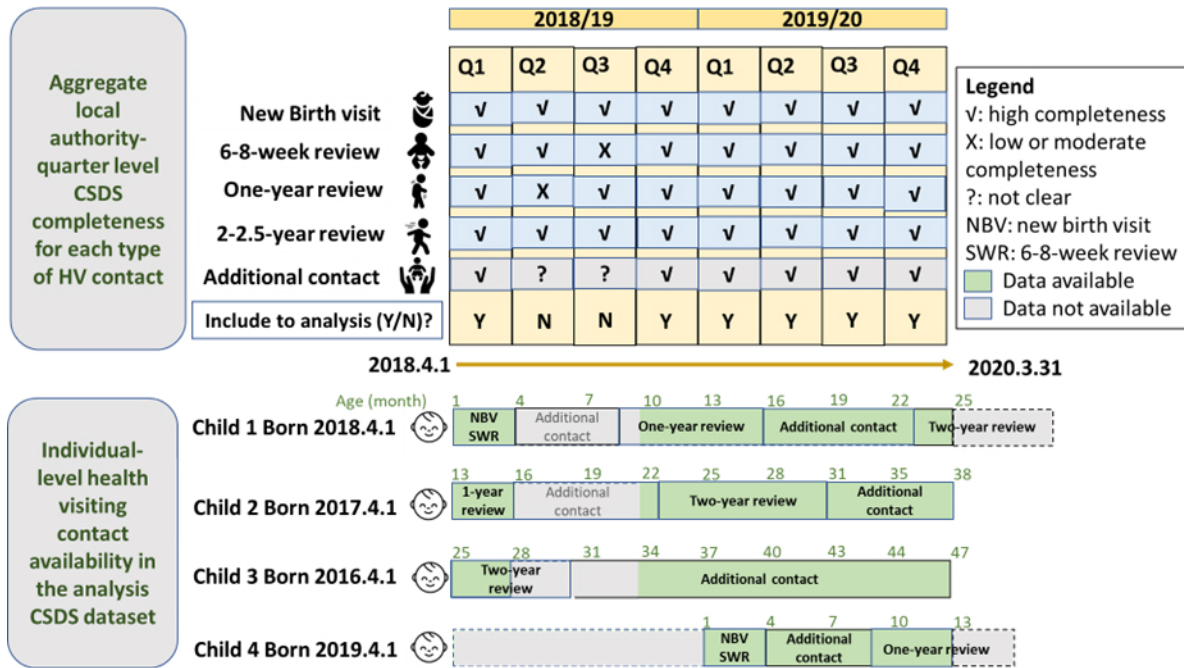 2018/19 2019/20
Aggregate
local
authority-
quarter level
CSDS
completeness
for each type
of HV contact
Q1 Q2 Q3 Q4 Q1 Q2 Q3 Q4
New Birth visit √ √ √ √ √ √ √ √
6-8-week review √ √ X √ √ √ √ √
One-year review √ X √ √ √ √ √ √
2-2.5-year review √ √ √ √ √ √ √ √
Additional contact √ ? ? √ √ √ √ √
Include to analysis (Y/N)? Y N N Y Y Y Y Y
Legend
√: high completeness
X: low or moderate
completeness
?: not clear
NBV: new birth visit
SWR: 6-8-week review
Data available
Data not available
2018.4.1 2020.3.31
Individual-
level health
visiting
contact
availability in
the analysis
CSDS dataset
Age (month) 1 4 7 10 13 16 19 22 25
Child 1 Born 2018.4.1
NBV
SWR
Additional
contact
One-year review
Additional contact
Two-year review
13 16 19 22 25 28 31 35 38
Child 2 Born 2017.4.1
1-year
review
Additional
contact
Two-year review
Additional
contact
25 28 31 34 37 40 43 44 47
Child 3 Born 2016.4.1
Two-year
review
Additional contact
1 4 7 10 13
Child 4 Born 2019.4.1
NBV
SWR
Additional
contact
One-year review